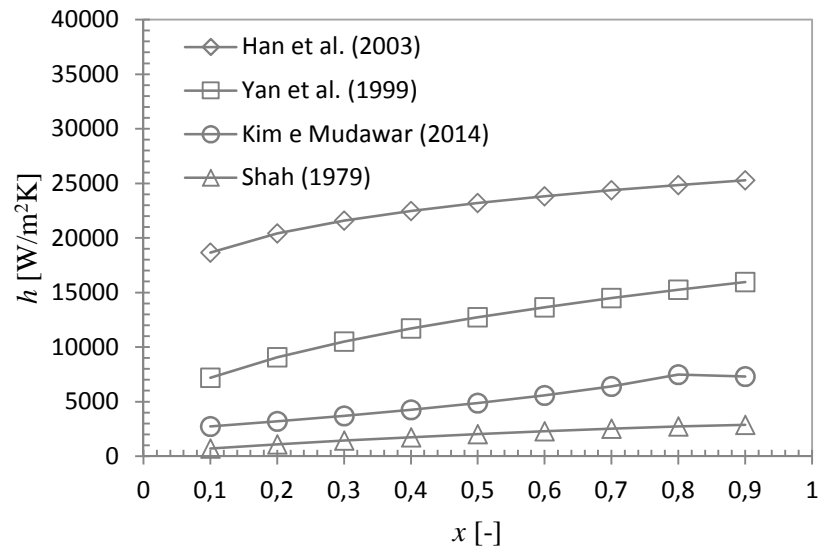 40000
35000
30000
25000
20000
15000
10000
5000
0
h [W/m²K]
Han et al. (2003)
Yan et al. (1999)
Kim e Mudawar (2014)
Shah (1979)
0 0,1 0,2 0,3 0,4 0,5 0,6 0,7 0,8 0,9 1
x [-]